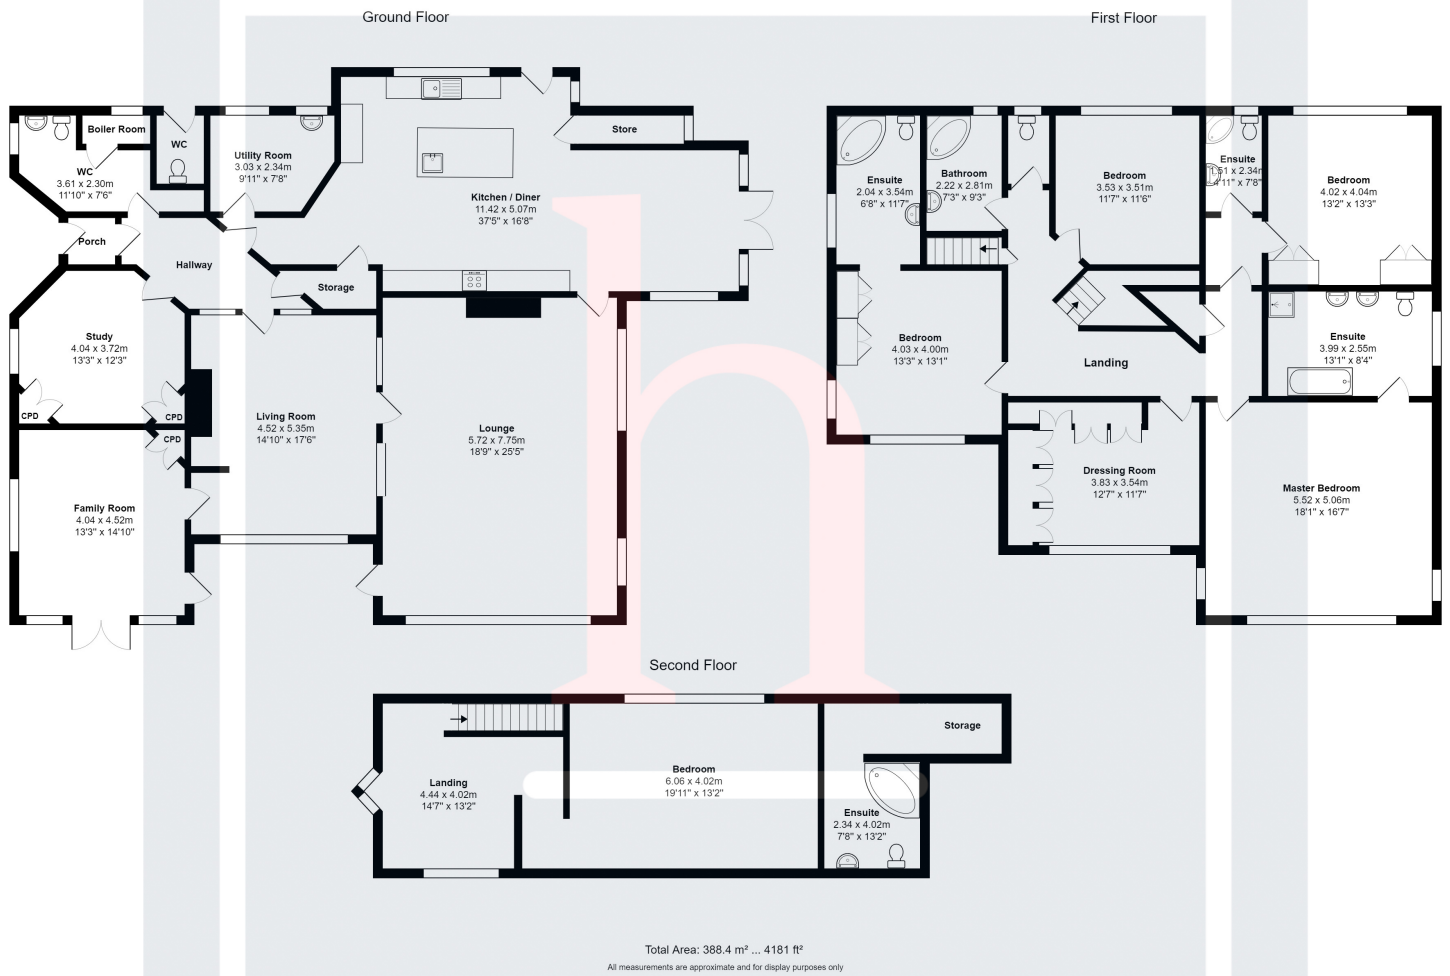 Ground Floor
First Floor
Boiler Room
WC
3.61 x 2.30m
11'10" x 7'6"
WC
Utility Room
3.03 x 2.34m
9'11" x 7'8"
Store
Kitchen / Diner
11.42 x 5.07m
37'5" x 16'8"
Porch
Hallway
Storage
Study
4.04 x 3.72m
13'3" x 12'3"
CPD
CPD
CPD
Living Room
4.52 x 5.35m
14'10" x 17'6"
Lounge
5.72 x 7.75m
18'9" x 25'5"
Family Room
4.04 x 4.52m
13'3" x 14'10"
Ensuite
2.04 x 3.54m
6'8" x 11'7"
Bathroom
2.22 x 2.81m
7'3" x 9'3"
Bedroom
3.53 x 3.51m
11'7" x 11'6"
Ensuite
1.51 x 2.34m
4'11" x 7'8"
Bedroom
4.02 x 4.04m
13'2" x 13'3"
Bedroom
4.03 x 4.00m
13'3" x 13'1"
Landing
Ensuite
3.99 x 2.55m
13'1" x 8'4"
Dressing Room
3.83 x 3.54m
12'7" x 11'7"
Master Bedroom
5.52 x 5.06m
18'1" x 16'7"
Second Floor
Storage
Landing
4.44 x 4.02m
14'7" x 13'2"
Bedroom
6.06 x 4.02m
19'11" x 13'2"
Ensuite
2.34 x 4.02m
7'8" x 13'2"
Total Area: 388.4 m² ... 4181 ft²
All measurements are approximate and for display purposes only
h